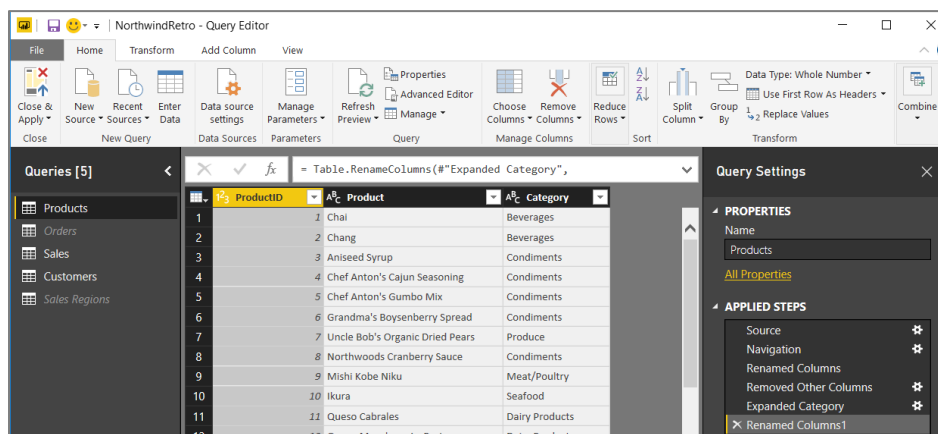 NorthwindRetro - Query Editor
File Home Transform Add Column View
Close & Apply New Source Recent Sources Enter Data Data source settings Manage Parameters Refresh Preview Properties Advanced Editor Manage Choose Columns Remove Columns Reduce Rows Split Column Group By Data Type: Whole Number Use First Row As Headers Replace Values Combine
Close New Query Data Sources Parameters Query Manage Columns Sort Transform
Queries [5]
Products
Orders
Sales
Customers
Sales Regions
fx = Table.RenameColumns(#"Expanded Category",
123 ProductID ABC Product ABC Category
1 1 Chai Beverages
2 2 Chang Beverages
3 3 Aniseed Syrup Condiments
4 4 Chef Anton's Cajun Seasoning Condiments
5 5 Chef Anton's Gumbo Mix Condiments
6 6 Grandma's Boysenberry Spread Condiments
7 7 Uncle Bob's Organic Dried Pears Produce
8 8 Northwoods Cranberry Sauce Condiments
9 9 Mishi Kobe Niku Meat/Poultry
10 10 Ikura Seafood
11 11 Queso Cabrales Dairy Products
Query Settings
PROPERTIES
Name
Products
All Properties
APPLIED STEPS
Source
Navigation
Renamed Columns
Removed Other Columns
Expanded Category
Renamed Columns1